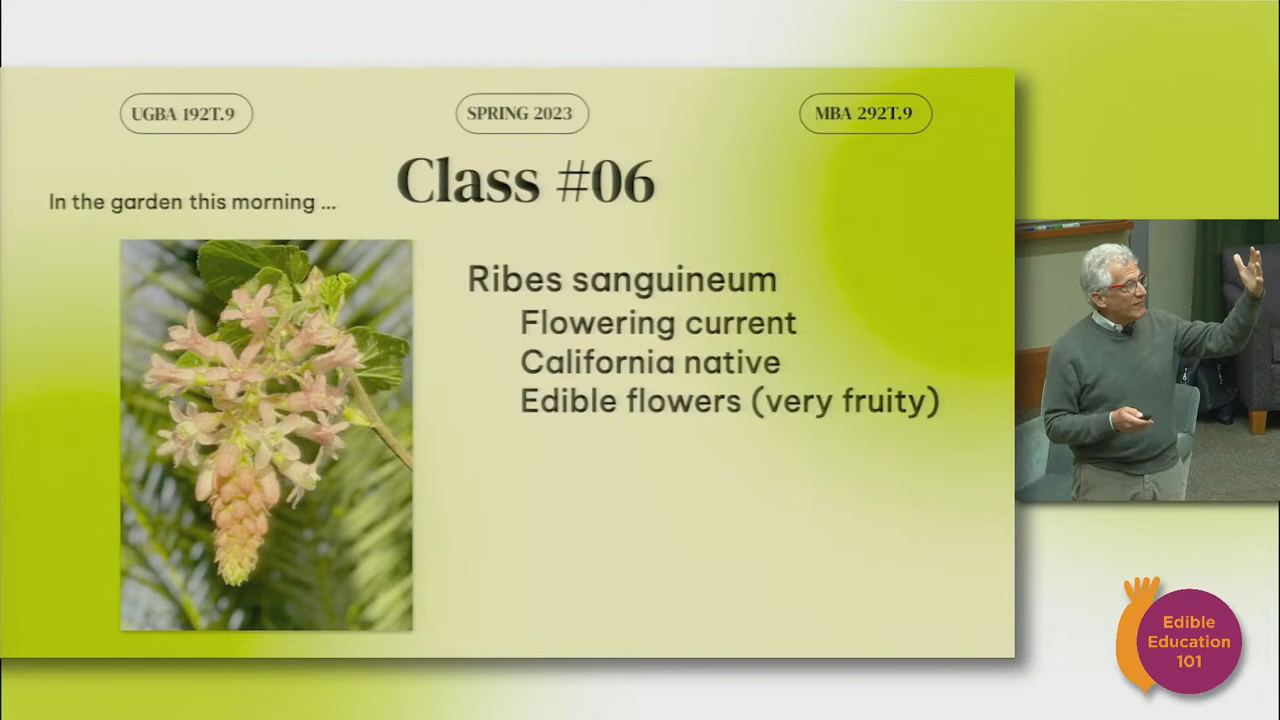 UGBA 192T.9
SPRING 2023
MBA 292T.9
Class #06
In the garden this morning ...
Ribes sanguineum
Flowering current
California native
Edible flowers (very fruity)
Edible
Education
101